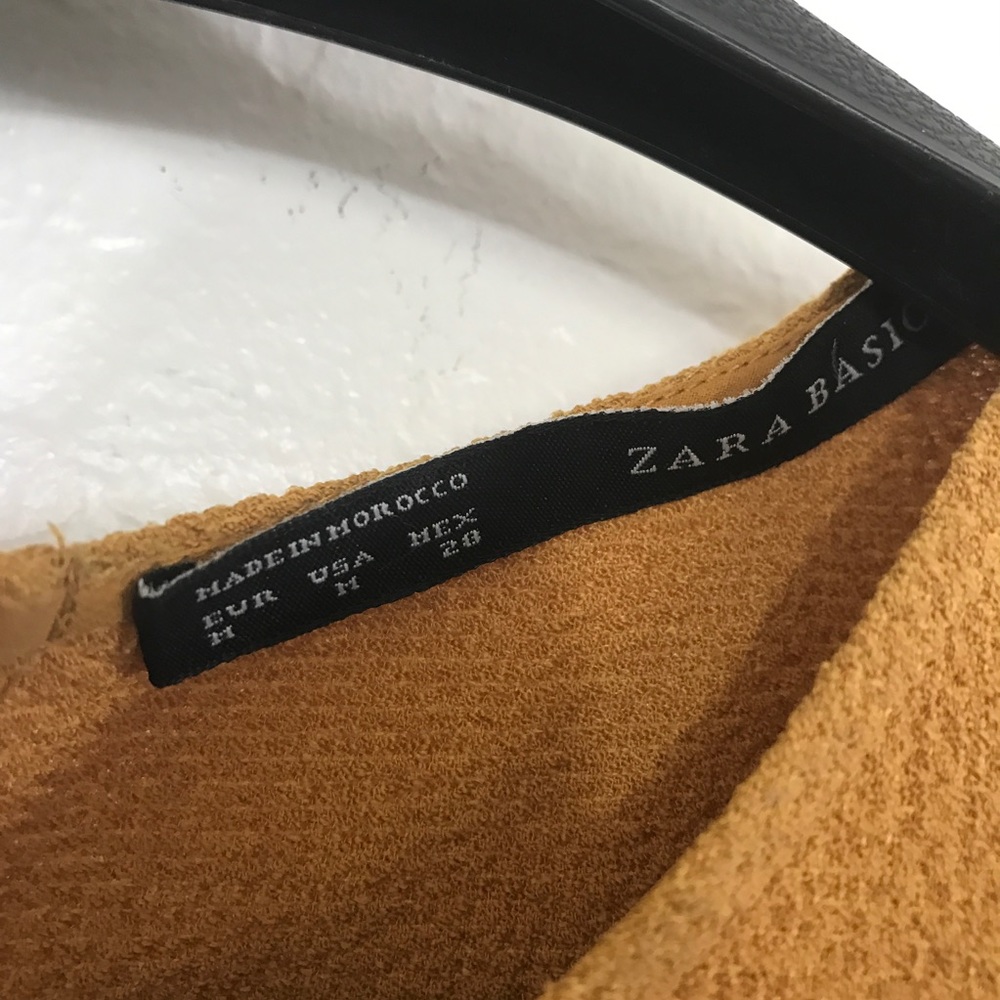 ZARA BASIC
MADE IN MOROCCO
EUR USA MEX
M M 28